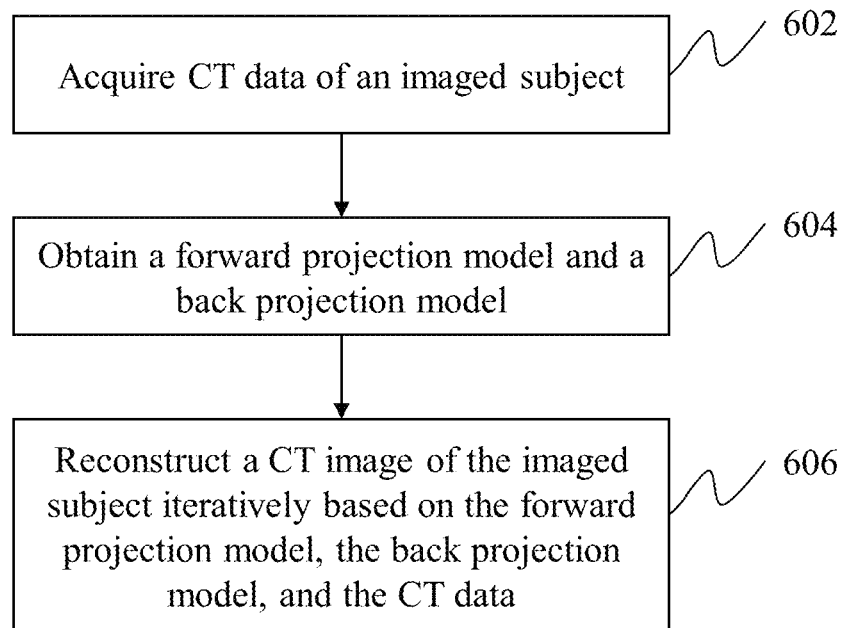 602
Acquire CT data of an imaged subject
604
Obtain a forward projection model and a
back projection model
606
Reconstruct a CT image of the imaged
subject iteratively based on the forward
projection model, the back projection
model, and the CT data